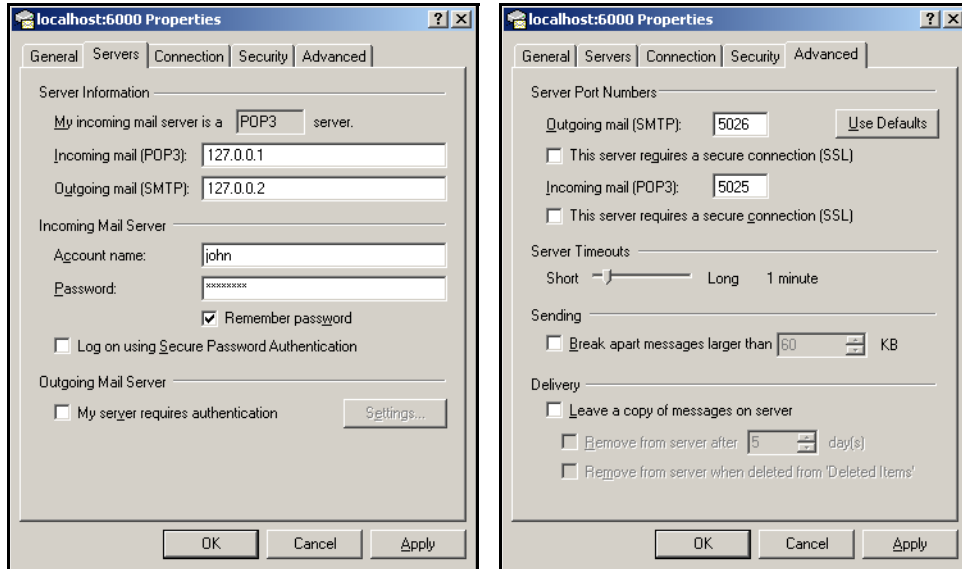 localhost:6000 Properties
General Servers Connection Security Advanced
Server Information
My incoming mail server is a POP3 server.
Incoming mail (POP3): 127.0.0.1
Outgoing mail (SMTP): 127.0.0.2
Incoming Mail Server
Account name: john
Password: ××××××××
Remember password
Log on using Secure Password Authentication
Outgoing Mail Server
My server requires authentication Settings...
OK Cancel Apply
localhost:6000 Properties
General Servers Connection Security Advanced
Server Port Numbers
Outgoing mail (SMTP): 5026 Use Defaults
This server requires a secure connection (SSL)
Incoming mail (POP3): 5025
This server requires a secure connection (SSL)
Server Timeouts
Short Long 1 minute
Sending
Break apart messages larger than 60 KB
Delivery
Leave a copy of messages on server
Remove from server after 5 day(s)
Remove from server when deleted from 'Deleted Items'
OK Cancel Apply